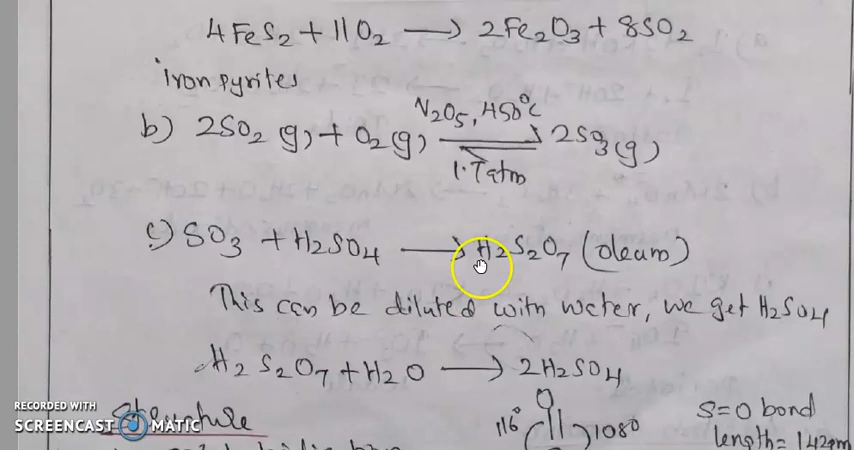 4FeS2 + 11O2 ⟶ 2Fe2O3 + 8SO2
iron pyrites
V2O5, 450°C
b) 2SO2 (g) + O2(g) ⇌ 2SO3(g)
1.7atm
c) SO3 + H2SO4 ⟶ H2S2O7 (oleum)
This can be diluted with water, we get H2SO4
H2S2O7 + H2O ⟶ 2H2SO4
Structure
O
116° 108°
S=O bond
length = 142pm
RECORDED WITH
SCREENCAST MATIC